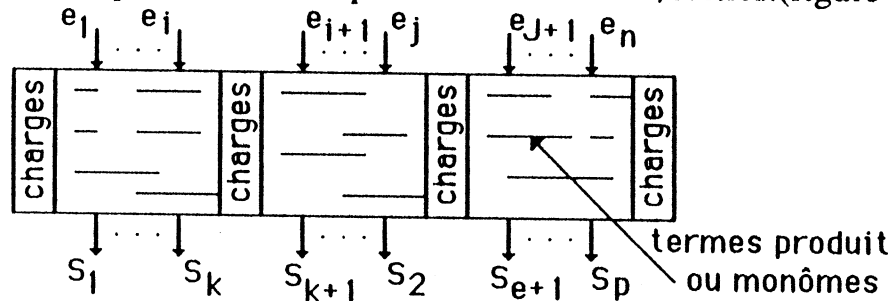 e1 . . . ei ei+1 . . . ej eJ+1 . . . en
charges charges charges charges
S1 . . . Sk Sk+1 . . . S2 Se+1 . . . Sp
termes produit
ou monômes